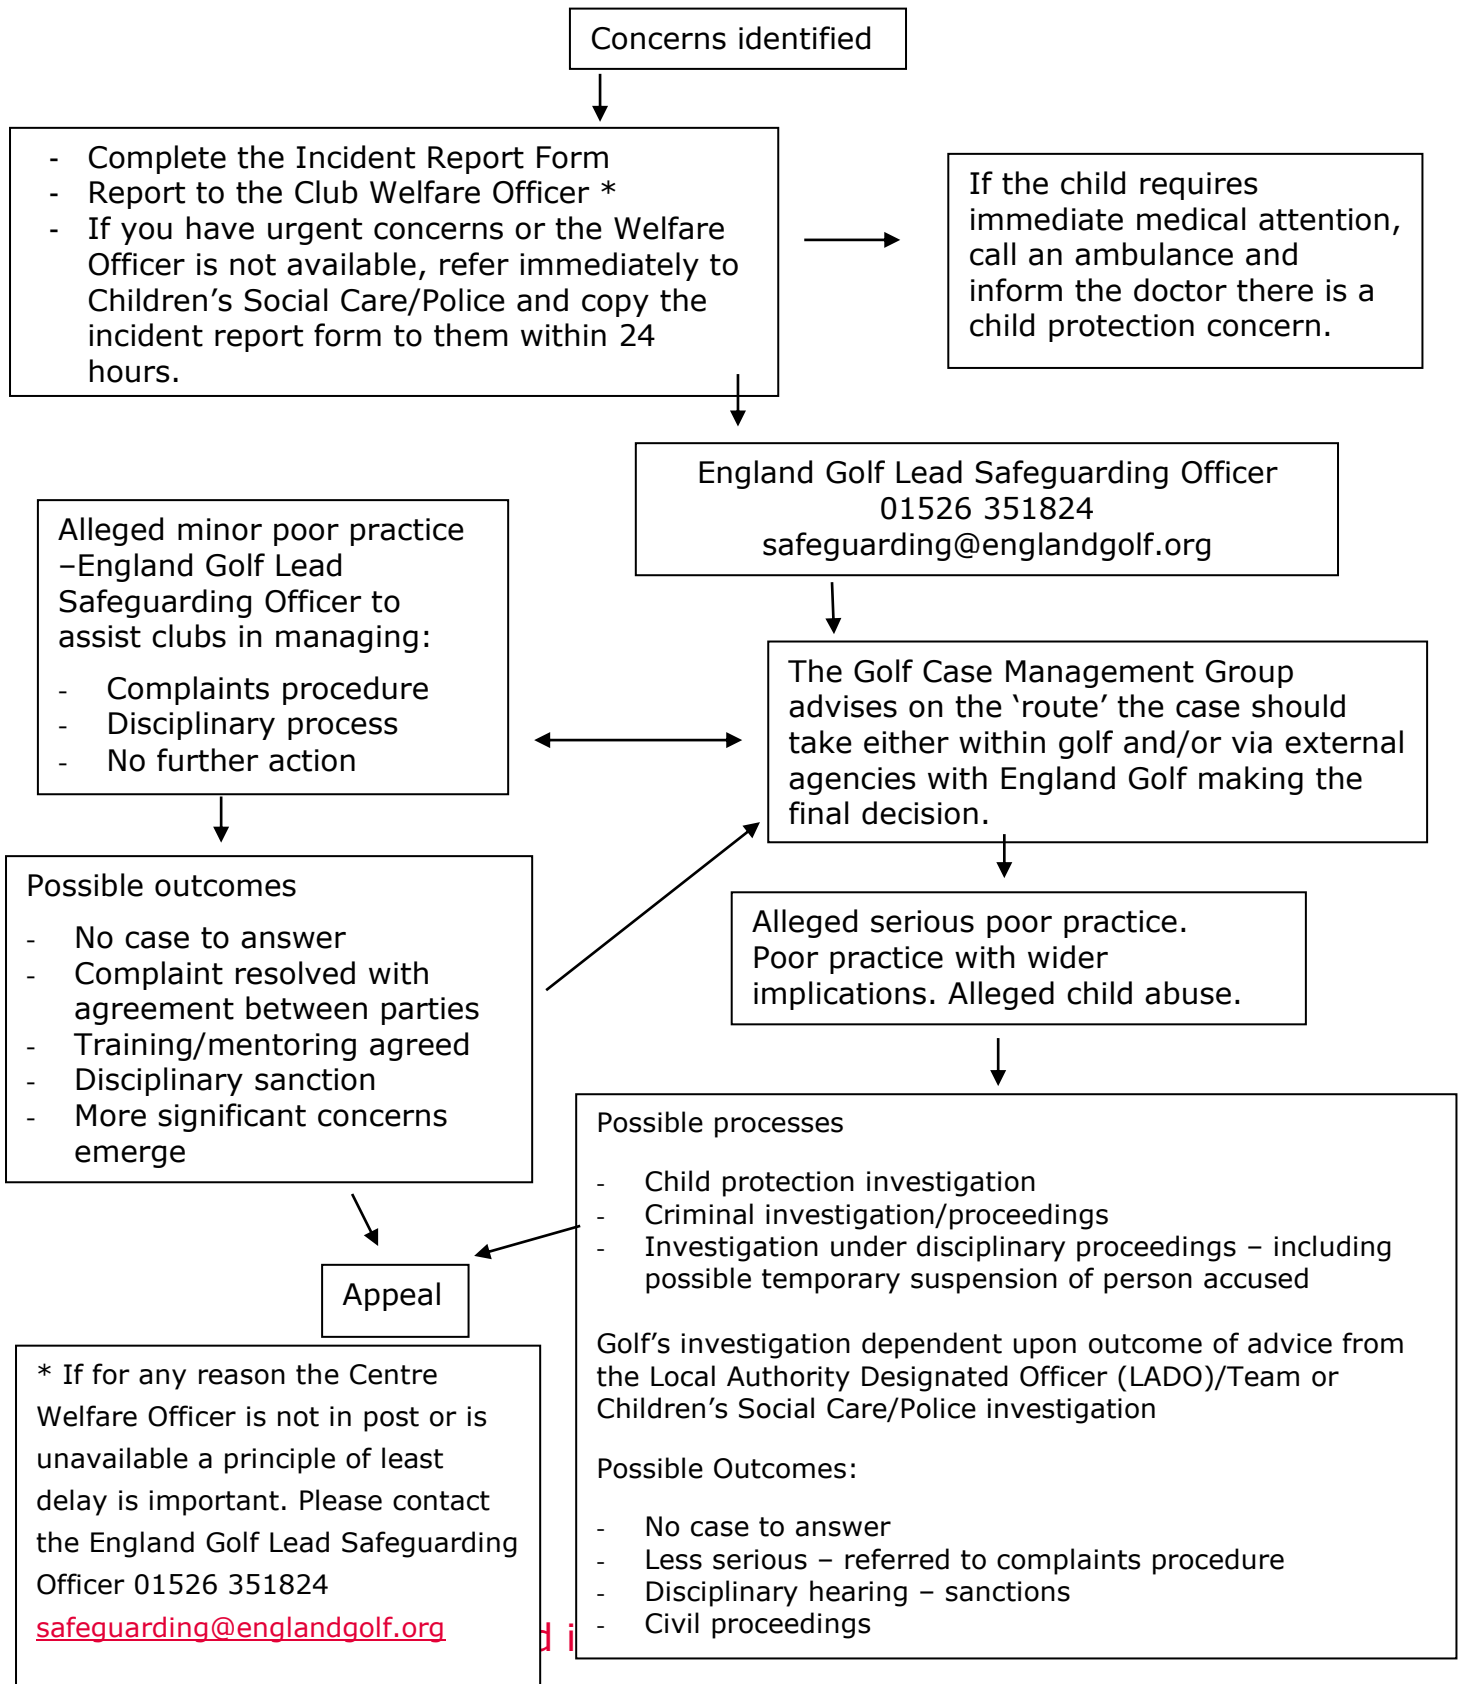 Concerns identified
- Complete the Incident Report Form
- Report to the Club Welfare Officer *
- If you have urgent concerns or the Welfare
Officer is not available, refer immediately to
Children’s Social Care/Police and copy the
incident report form to them within 24
hours.
If the child requires
immediate medical attention,
call an ambulance and
inform the doctor there is a
child protection concern.
England Golf Lead Safeguarding Officer
01526 351824
safeguarding@englandgolf.org
Alleged minor poor practice
–England Golf Lead
Safeguarding Officer to
assist clubs in managing:
- Complaints procedure
- Disciplinary process
- No further action
The Golf Case Management Group
advises on the ‘route’ the case should
take either within golf and/or via external
agencies with England Golf making the
final decision.
Possible outcomes
- No case to answer
- Complaint resolved with
agreement between parties
- Training/mentoring agreed
- Disciplinary sanction
- More significant concerns
emerge
Alleged serious poor practice.
Poor practice with wider
implications. Alleged child abuse.
Possible processes
- Child protection investigation
- Criminal investigation/proceedings
- Investigation under disciplinary proceedings – including
possible temporary suspension of person accused
Golf’s investigation dependent upon outcome of advice from
the Local Authority Designated Officer (LADO)/Team or
Children’s Social Care/Police investigation
Possible Outcomes:
- No case to answer
- Less serious – referred to complaints procedure
- Disciplinary hearing – sanctions
- Civil proceedings
Appeal
* If for any reason the Centre
Welfare Officer is not in post or is
unavailable a principle of least
delay is important. Please contact
the England Golf Lead Safeguarding
Officer 01526 351824
safeguarding@englandgolf.org